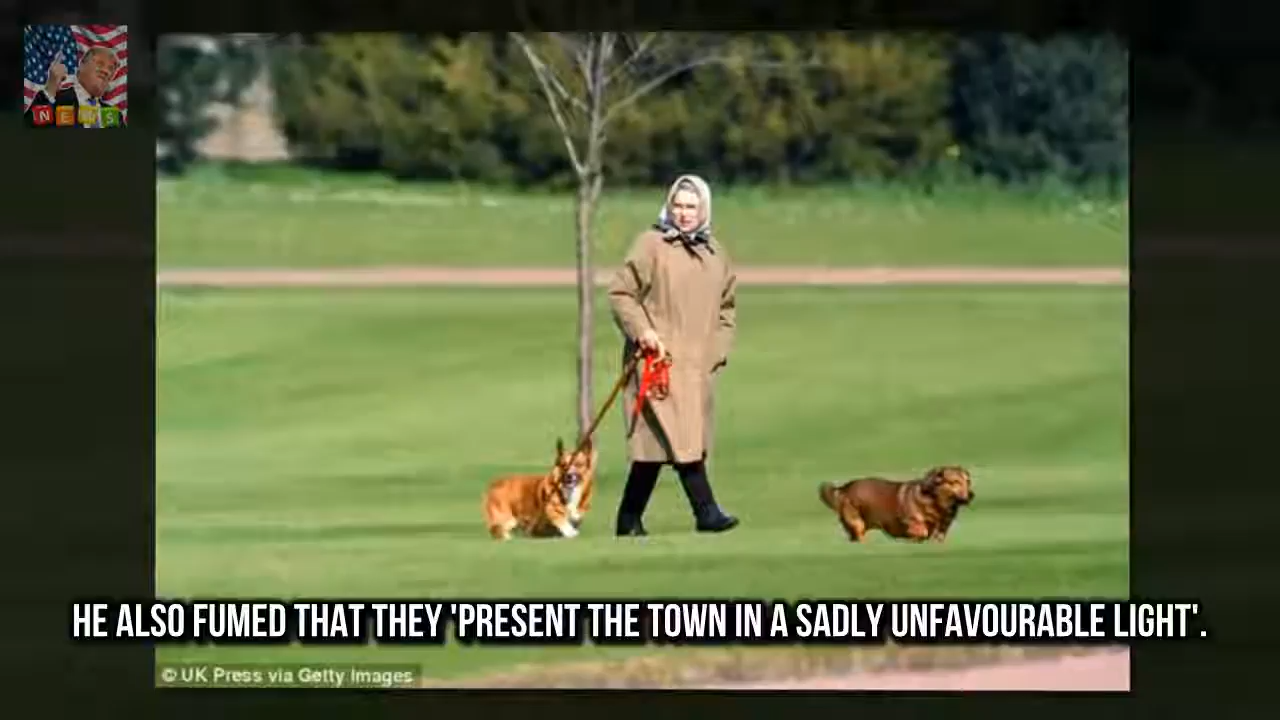 NEWS
HE ALSO FUMED THAT THEY 'PRESENT THE TOWN IN A SADLY UNFAVOURABLE LIGHT'.
© UK Press via Getty Images